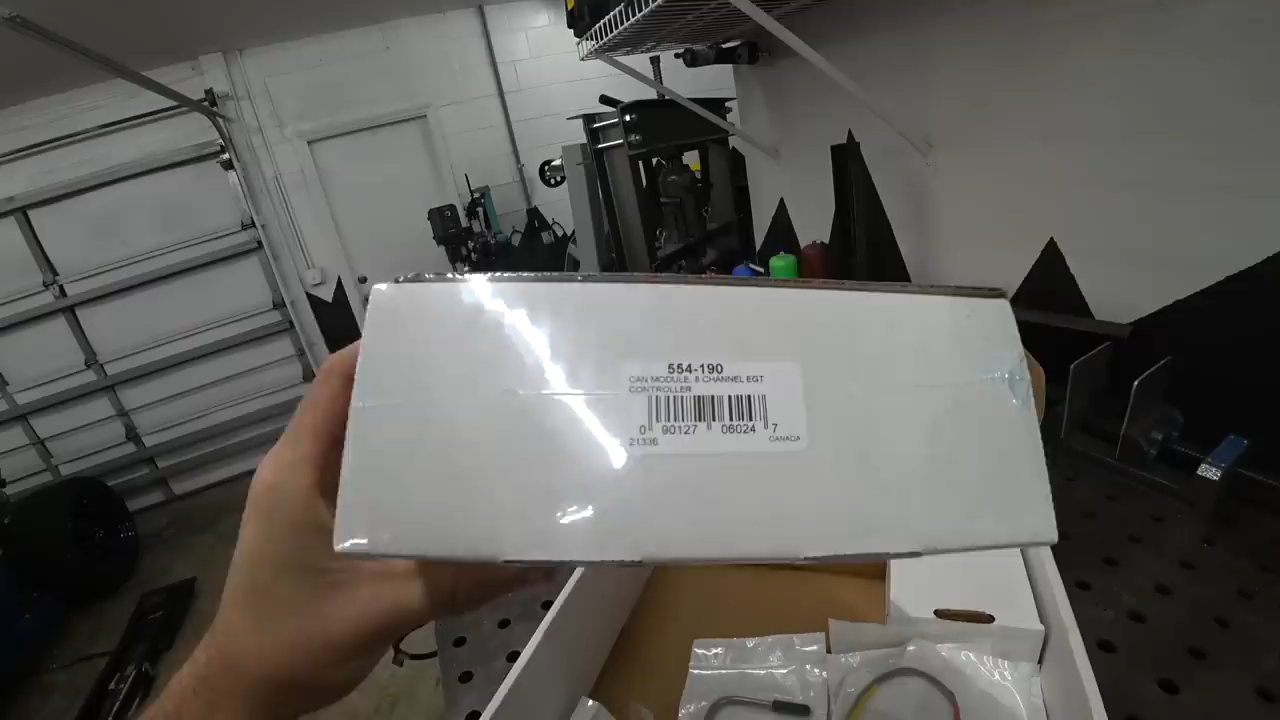 554-190
CAN MODULE, 8 CHANNEL EGT
CONTROLLER
0 90127 06024 7
21336 CANADA